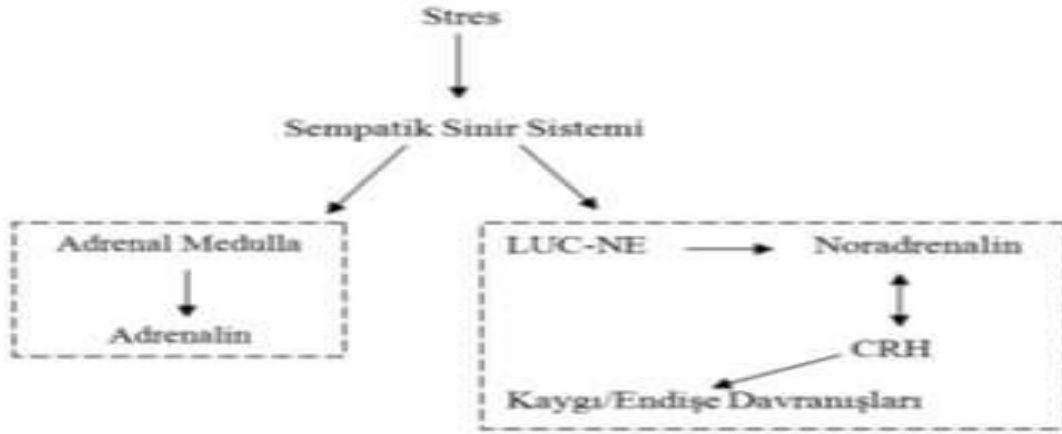 Stres
Sempatik Sinir Sistemi
Adrenal Medulla
Adrenalin
LUC-NE
Noradrenalin
CRH
Kaygı/Endişe Davranışları